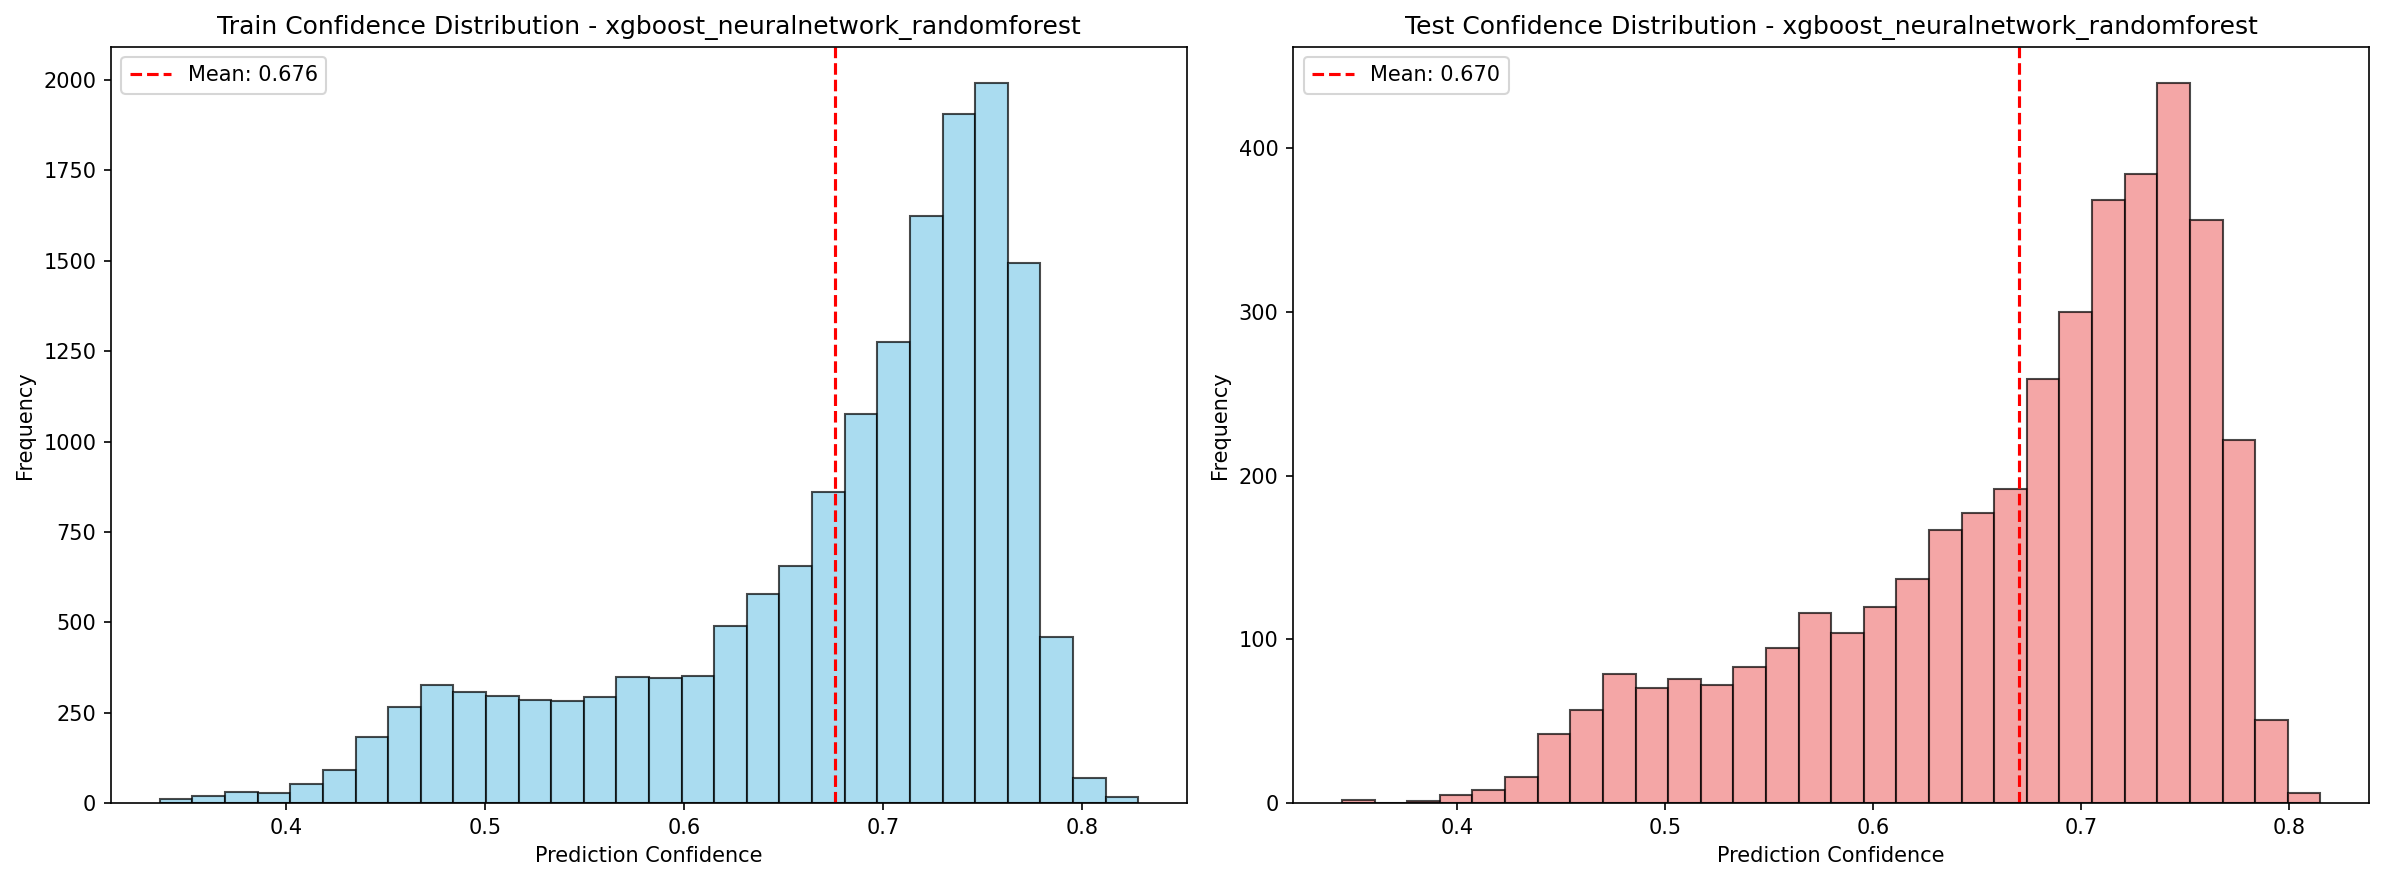 Train Confidence Distribution - xgboost_neuralnetwork_randomforest
Mean: 0.676
2000
1750
1500
1250
1000
750
500
250
0
Frequency
0.4 0.5 0.6 0.7 0.8
Prediction Confidence
Test Confidence Distribution - xgboost_neuralnetwork_randomforest
Mean: 0.670
400
300
200
100
0
Frequency
0.4 0.5 0.6 0.7 0.8
Prediction Confidence